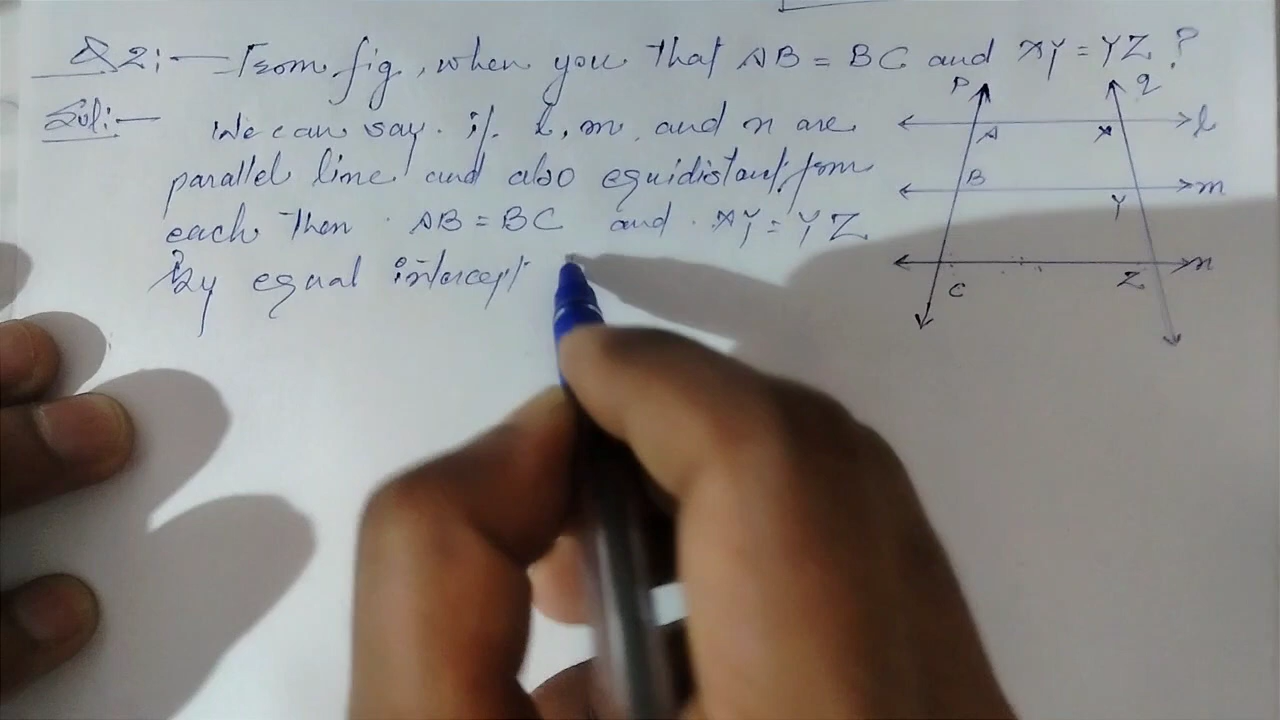 Q2:— From fig, when you that AB = BC and XY = YZ ?
Sol:— We can say. if. l, m, and n are
parallel line and also equidistant from
each then AB = BC and XY = YZ
By equal intercept
P
q
A
X
l
B
Y
m
C
Z
n